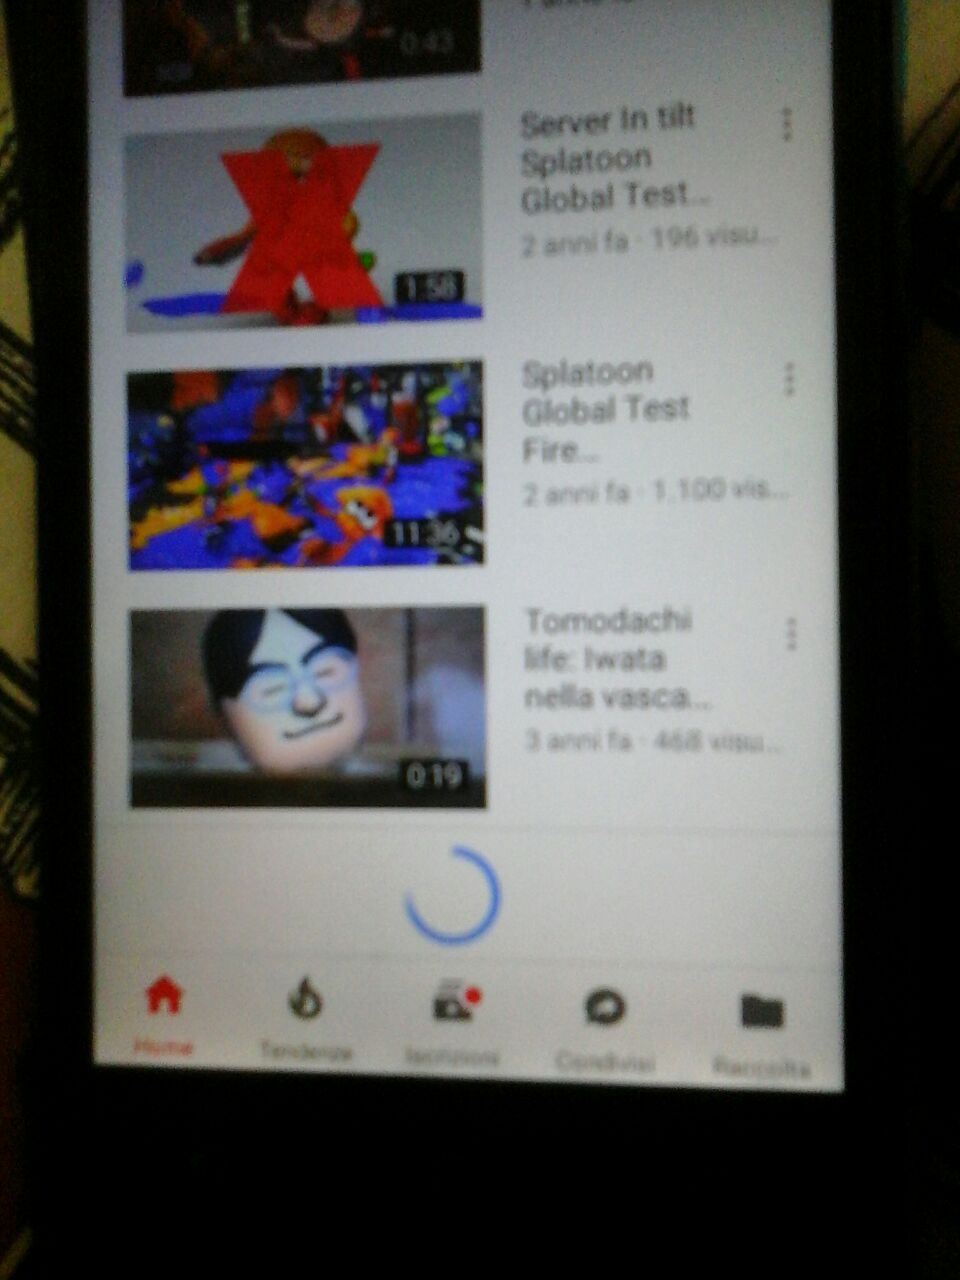 0:43
Server In tilt
Splatoon
Global Test...
2 anni fa · 196 visu...
1:58
Splatoon
Global Test
Fire...
2 anni fa · 1,100 vis...
11:36
Tomodachi
life: Iwata
nella vasca...
3 anni fa · 468 visu...
0:19
Home
Tendenze
Iscrizioni
Condivisi
Raccolta